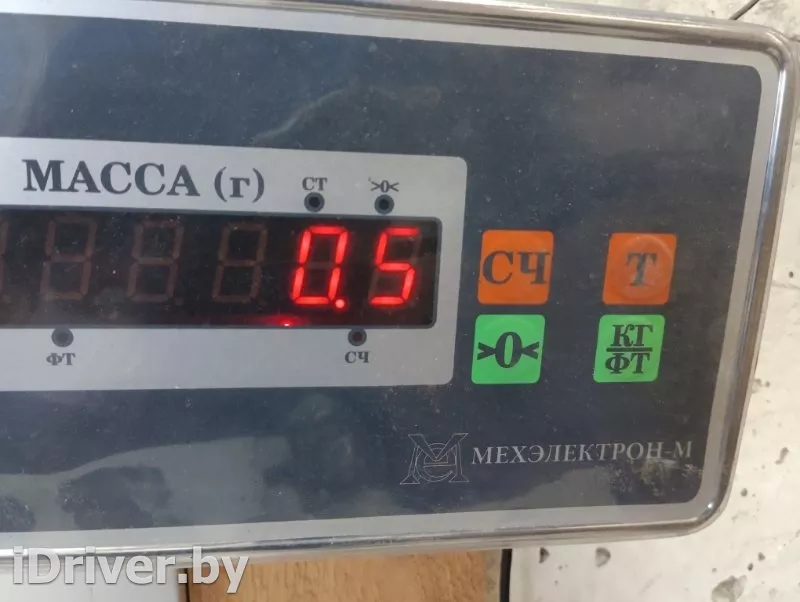 МАССА (г) СТ >0<
0.5
СЧ Т
ФТ СЧ >0< КГ
ФТ
МЕХЭЛЕКТРОН-М
iDriver.by